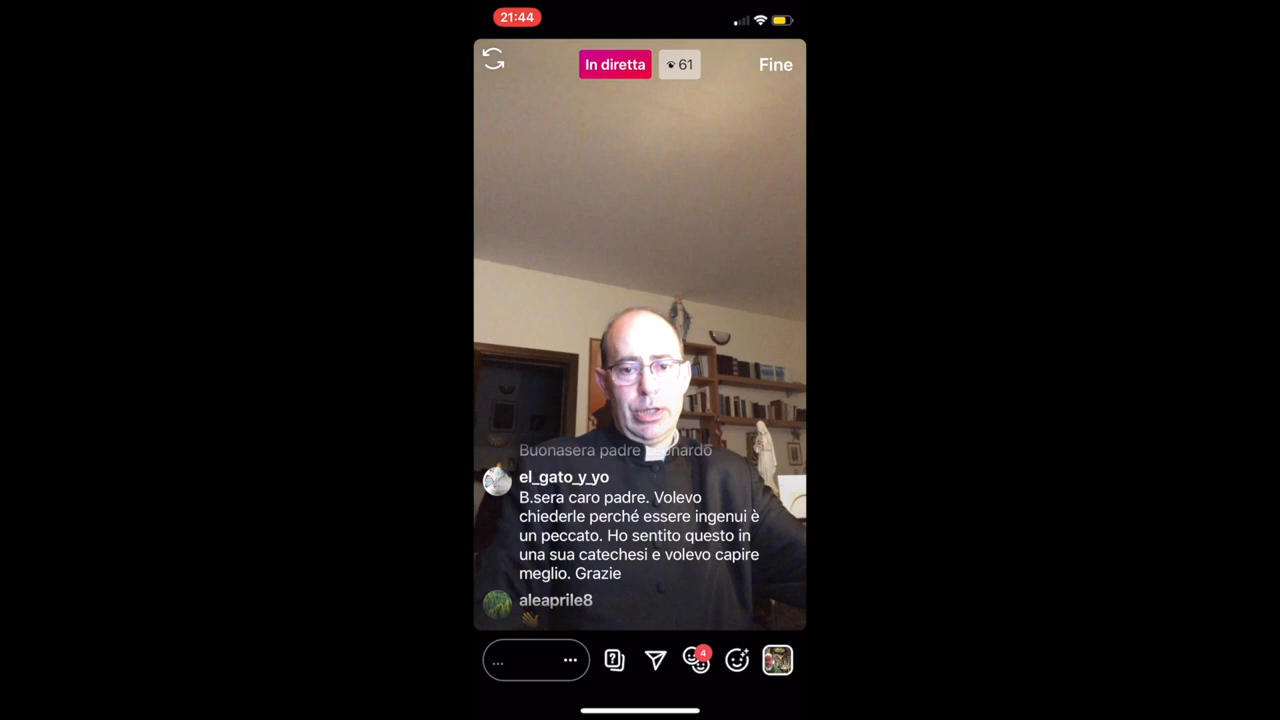 21:44
In diretta
61
Fine
Buonasera padre Leonardo
el_gato_y_yo
B.sera caro padre. Volevo
chiederle perché essere ingenui è
un peccato. Ho sentito questo in
una sua catechesi e volevo capire
meglio. Grazie
aleaprile8
...
4